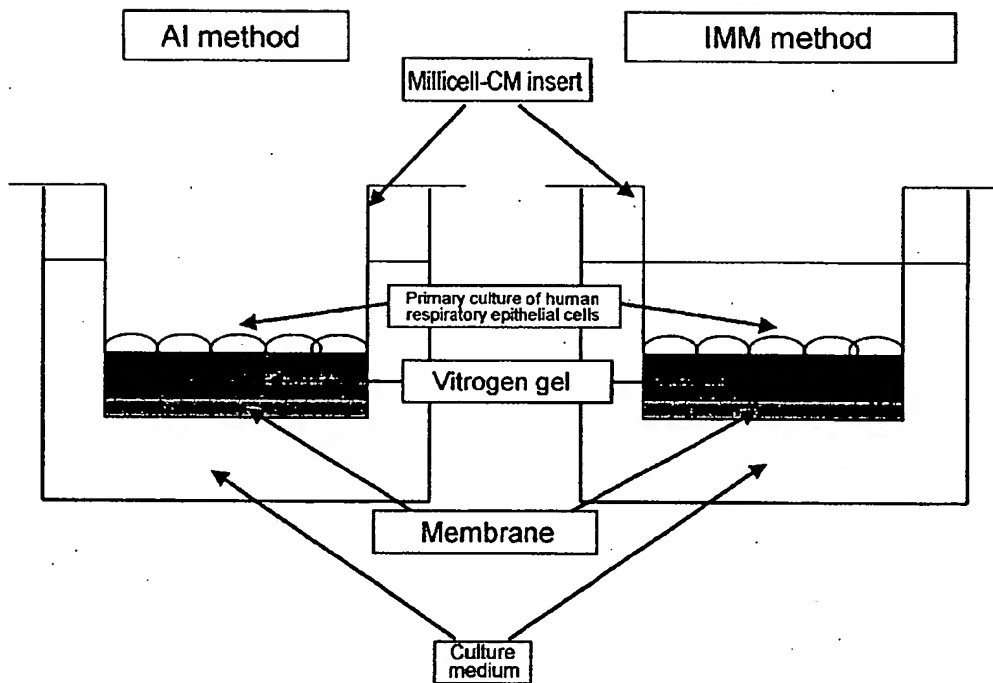 AI method
IMM method
Millicell-CM insert
Primary culture of human
respiratory epithelial cells
Vitrogen gel
Membrane
Culture
medium